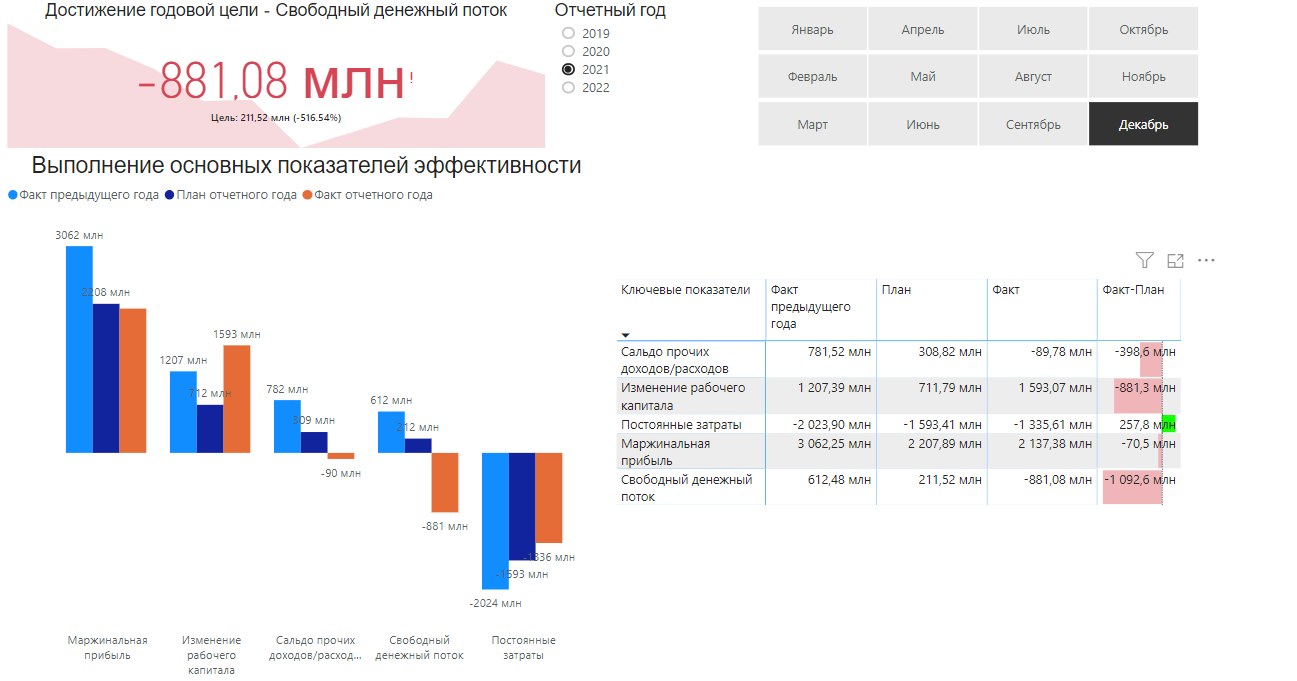 Достижение годовой цели - Свободный денежный поток
-881,08 млн!
Цель: 211,52 млн (-516.54%)
Отчетный год
2019
2020
2021
2022
Январь Апрель Июль Октябрь
Февраль Май Август Ноябрь
Март Июнь Сентябрь Декабрь
Выполнение основных показателей эффективности
Факт предыдущего года План отчетного года Факт отчетного года
3062 млн
2208 млн
1593 млн
1207 млн
712 млн
782 млн
309 млн
-90 млн
612 млн
212 млн
-881 млн
-1336 млн
-1593 млн
-2024 млн
Маржинальная прибыль
Изменение рабочего капитала
Сальдо прочих доходов/расход...
Свободный денежный поток
Постоянные затраты
Ключевые показатели Факт предыдущего года План Факт Факт-План
Сальдо прочих доходов/расходов 781,52 млн 308,82 млн -89,78 млн -398,6 млн
Изменение рабочего капитала 1 207,39 млн 711,79 млн 1 593,07 млн -881,3 млн
Постоянные затраты -2 023,90 млн -1 593,41 млн -1 335,61 млн 257,8 млн
Маржинальная прибыль 3 062,25 млн 2 207,89 млн 2 137,38 млн -70,5 млн
Свободный денежный поток 612,48 млн 211,52 млн -881,08 млн -1 092,6 млн